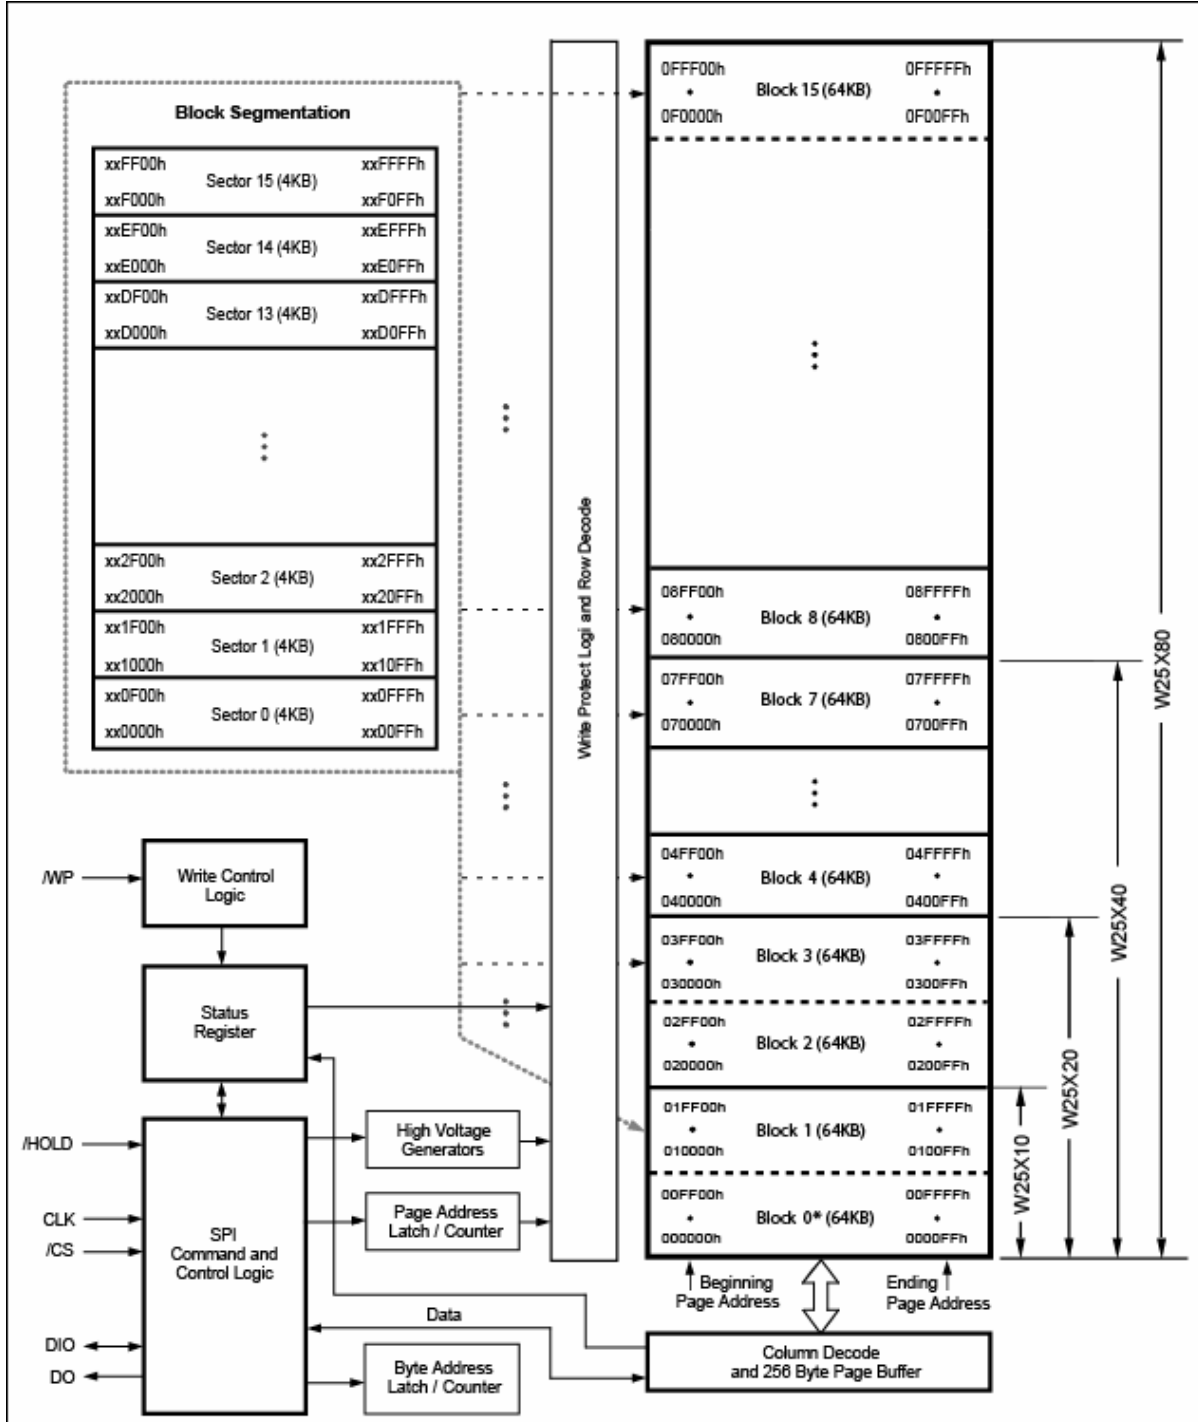 Block Segmentation
xxFF00h xxFFFFh
Sector 15 (4KB)
xxF000h xxF0FFh
xxEF00h xxEFFFh
Sector 14 (4KB)
xxE000h xxE0FFh
xxDF00h xxDFFFh
Sector 13 (4KB)
xxD000h xxD0FFh
xx2F00h xx2FFFh
Sector 2 (4KB)
xx2000h xx20FFh
xx1F00h xx1FFFh
Sector 1 (4KB)
xx1000h xx10FFh
xx0F00h xx0FFFh
Sector 0 (4KB)
xx0000h xx00FFh
Write Protect Logi and Row Decode
0FFF00h 0FFFFFh
Block 15 (64KB)
0F0000h 0F00FFh
08FF00h 08FFFFh
Block 8 (64KB)
080000h 0800FFh
07FF00h 07FFFFh
Block 7 (64KB)
070000h 0700FFh
04FF00h 04FFFFh
Block 4 (64KB)
040000h 0400FFh
03FF00h 03FFFFh
Block 3 (64KB)
030000h 0300FFh
02FF00h 02FFFFh
Block 2 (64KB)
020000h 0200FFh
01FF00h 01FFFFh
Block 1 (64KB)
010000h 0100FFh
00FF00h 00FFFFh
Block 0* (64KB)
000000h 0000FFh
W25X10
W25X20
W25X40
W25X80
Beginning
Page Address
Ending
Page Address
Column Decode
and 256 Byte Page Buffer
/WP
Write Control
Logic
Status
Register
/HOLD
CLK
/CS
DIO
DO
SPI
Command and
Control Logic
High Voltage
Generators
Page Address
Latch / Counter
Data
Byte Address
Latch / Counter